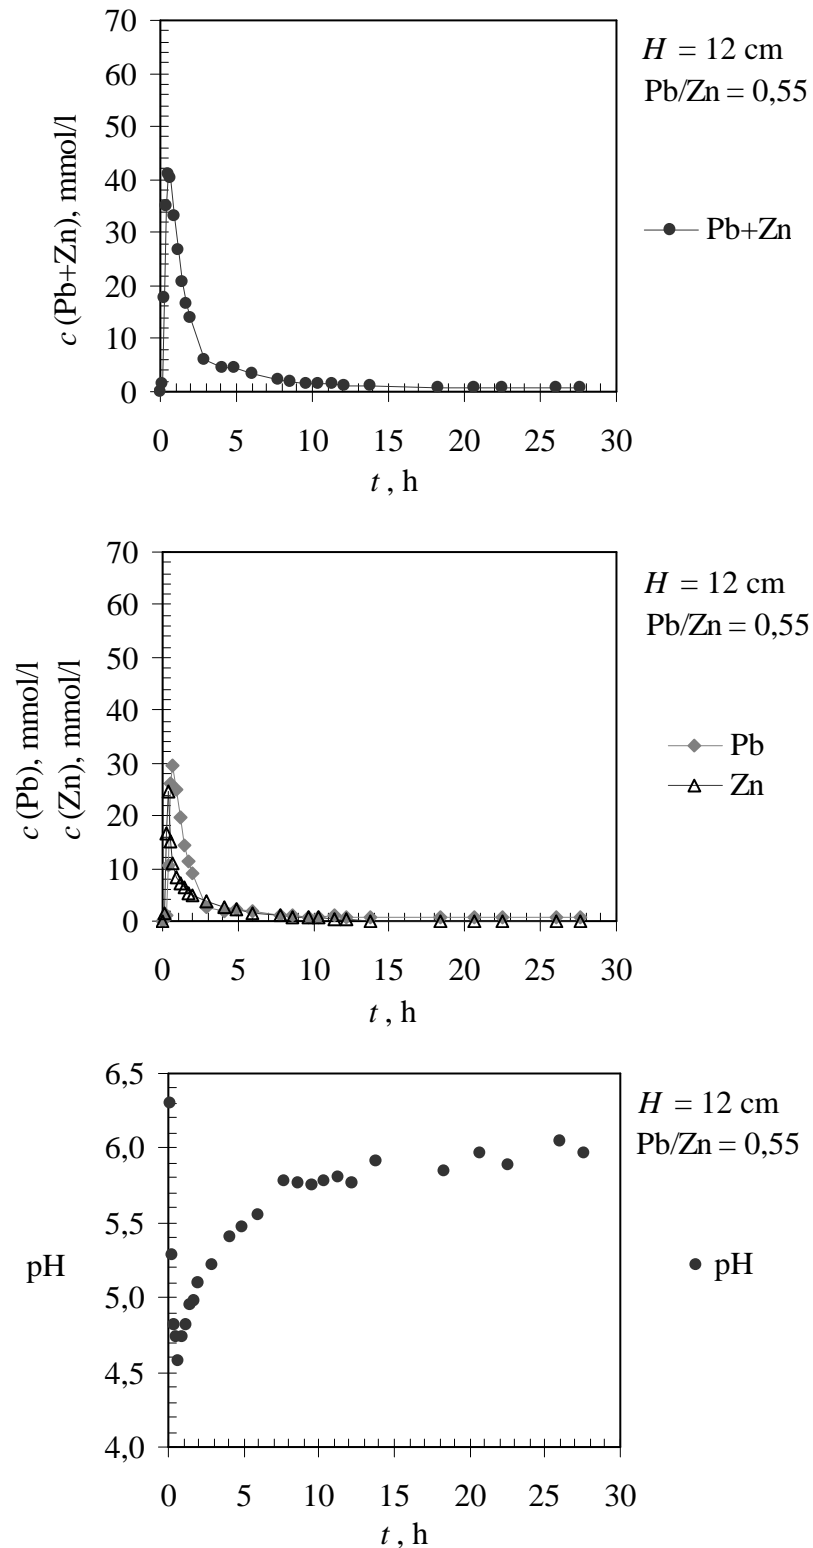 70
60
50
40
30
20
10
0
c (Pb+Zn), mmol/l
0 5 10 15 20 25 30
t , h
H = 12 cm
Pb/Zn = 0,55
Pb+Zn
70
60
50
40
30
20
10
0
c (Pb), mmol/l
c (Zn), mmol/l
0 5 10 15 20 25 30
t , h
H = 12 cm
Pb/Zn = 0,55
Pb
Zn
6,5
6,0
5,5
5,0
4,5
4,0
pH
0 5 10 15 20 25 30
t , h
H = 12 cm
Pb/Zn = 0,55
pH